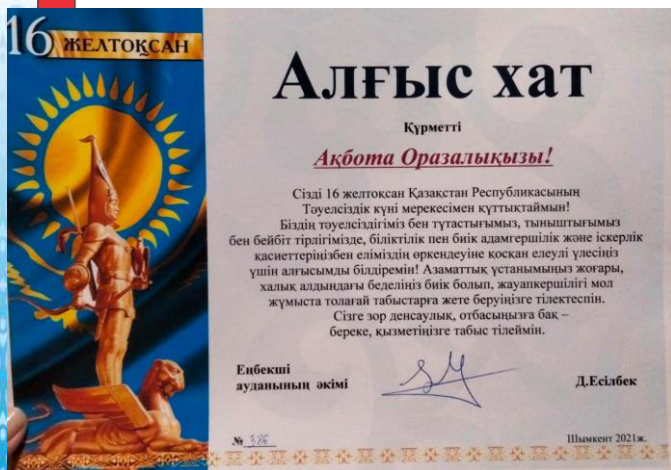 16 ЖЕЛТОҚСАН
Алғыс хат
Құрметті
Ақбота Оразалықызы!
Сізді 16 желтоқсан Қазақстан Республикасының
Тәуелсіздік күні мерекесімен құттықтаймын!
Біздің тәуелсіздігіміз бен тұтастығымыз, тыныштығымыз
бен бейбіт тірлігімізде, біліктілік пен биік адамгершілік және іскерлік
қасиеттеріңізбен еліміздің өркендеуіне қосқан елеулі үлесіңіз
үшін алғысымды білдіремін! Азаматтық ұстанымыңыз жоғары,
халық алдындағы беделіңіз биік болып, жауапкершілігі мол
жұмыста толағай табыстарға жете беруіңізге тілектеспін.
Сізге зор денсаулық, отбасыңызға бақ –
береке, қызметіңізге табыс тілеймін.
Еңбекші
ауданының әкімі
Д.Есілбек
№ 386
Шымкент 2021ж.